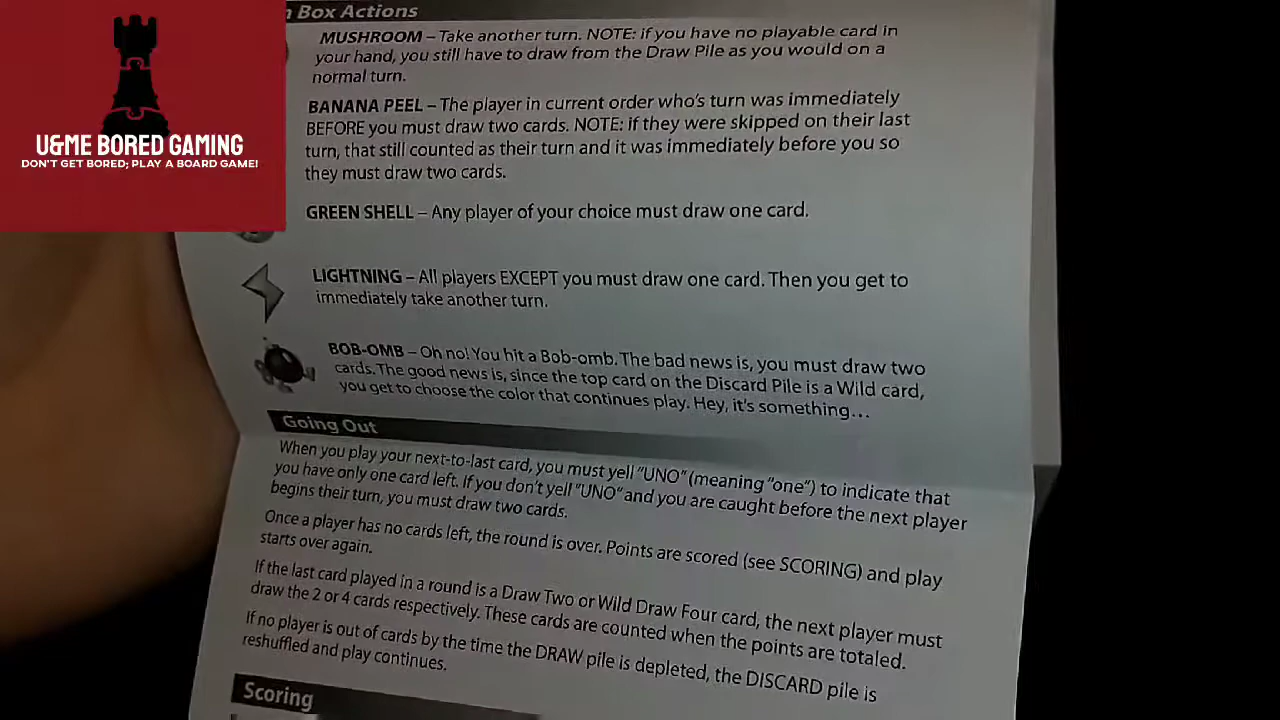 Box Actions
MUSHROOM – Take another turn. NOTE: if you have no playable card in
your hand, you still have to draw from the Draw Pile as you would on a
normal turn.
BANANA PEEL – The player in current order who's turn was immediately
BEFORE you must draw two cards. NOTE: if they were skipped on their last
turn, that still counted as their turn and it was immediately before you so
they must draw two cards.
U&ME BORED GAMING
DON'T GET BORED; PLAY A BOARD GAME!
GREEN SHELL – Any player of your choice must draw one card.
LIGHTNING – All players EXCEPT you must draw one card. Then you get to
immediately take another turn.
BOB-OMB – Oh no! You hit a Bob-omb. The bad news is, you must draw two
cards. The good news is, since the top card on the Discard Pile is a Wild card,
you get to choose the color that continues play. Hey, it's something...
Going Out
When you play your next-to-last card, you must yell "UNO" (meaning "one") to indicate that
you have only one card left. If you don't yell "UNO" and you are caught before the next player
begins their turn, you must draw two cards.
Once a player has no cards left, the round is over. Points are scored (see SCORING) and play
starts over again.
If the last card played in a round is a Draw Two or Wild Draw Four card, the next player must
draw the 2 or 4 cards respectively. These cards are counted when the points are totaled.
If no player is out of cards by the time the DRAW pile is depleted, the DISCARD pile is
reshuffled and play continues.
Scoring